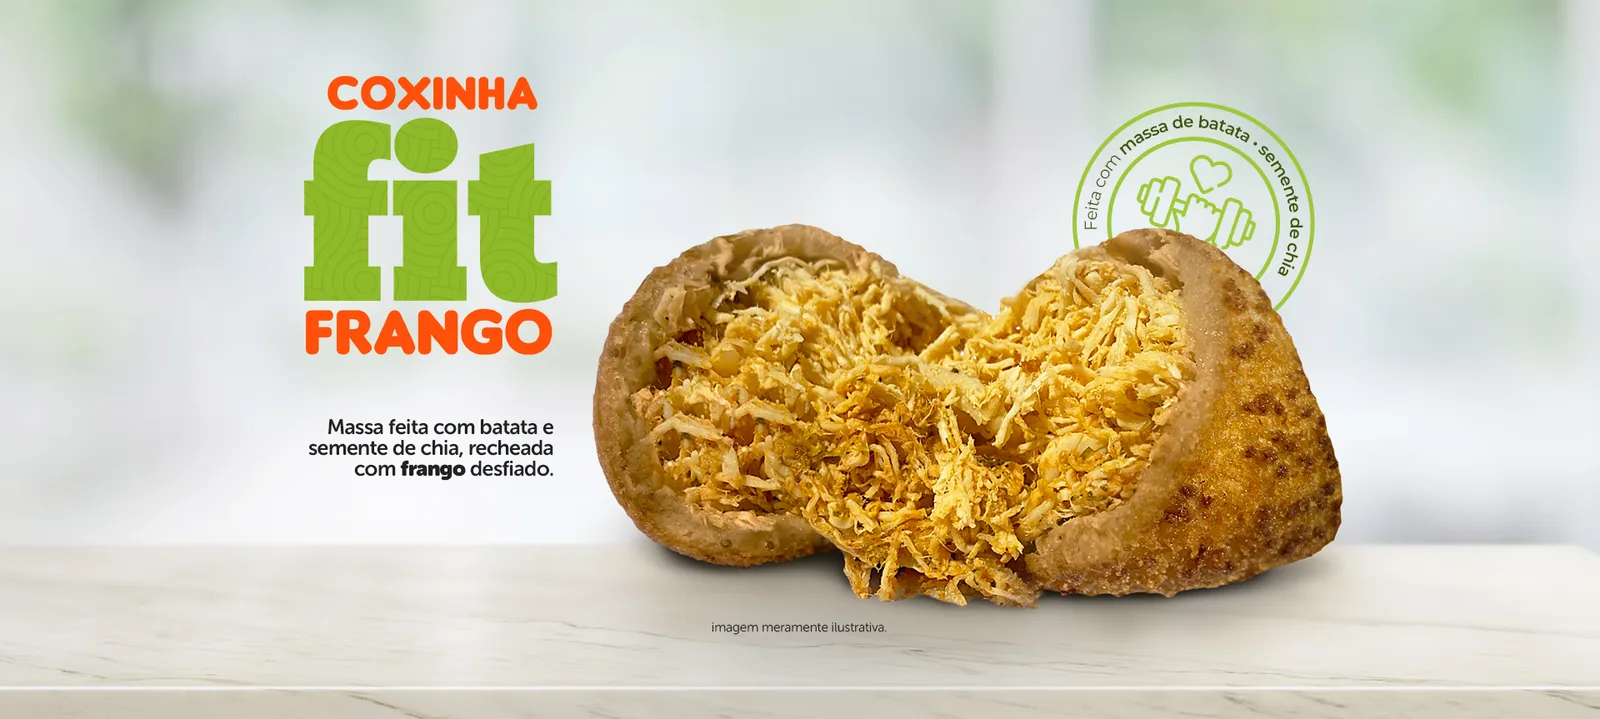 COXINHA
fit
FRANGO
Massa feita com batata e
semente de chia, recheada
com frango desfiado.
Feita com massa de batata • semente de chia
imagem meramente ilustrativa.